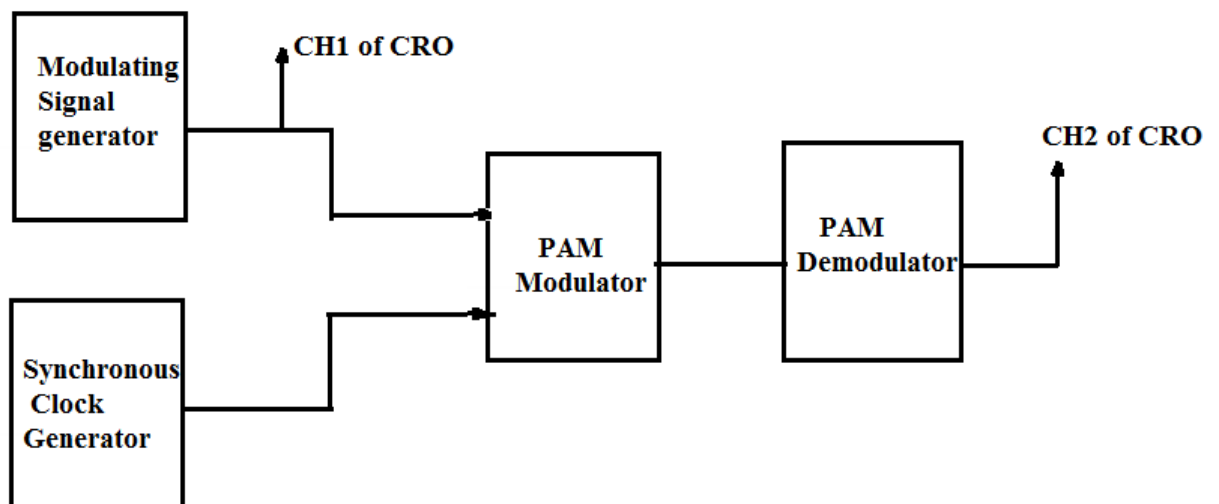 Modulating
Signal
generator
CH1 of CRO
PAM
Modulator
PAM
Demodulator
CH2 of CRO
Synchronous
Clock
Generator